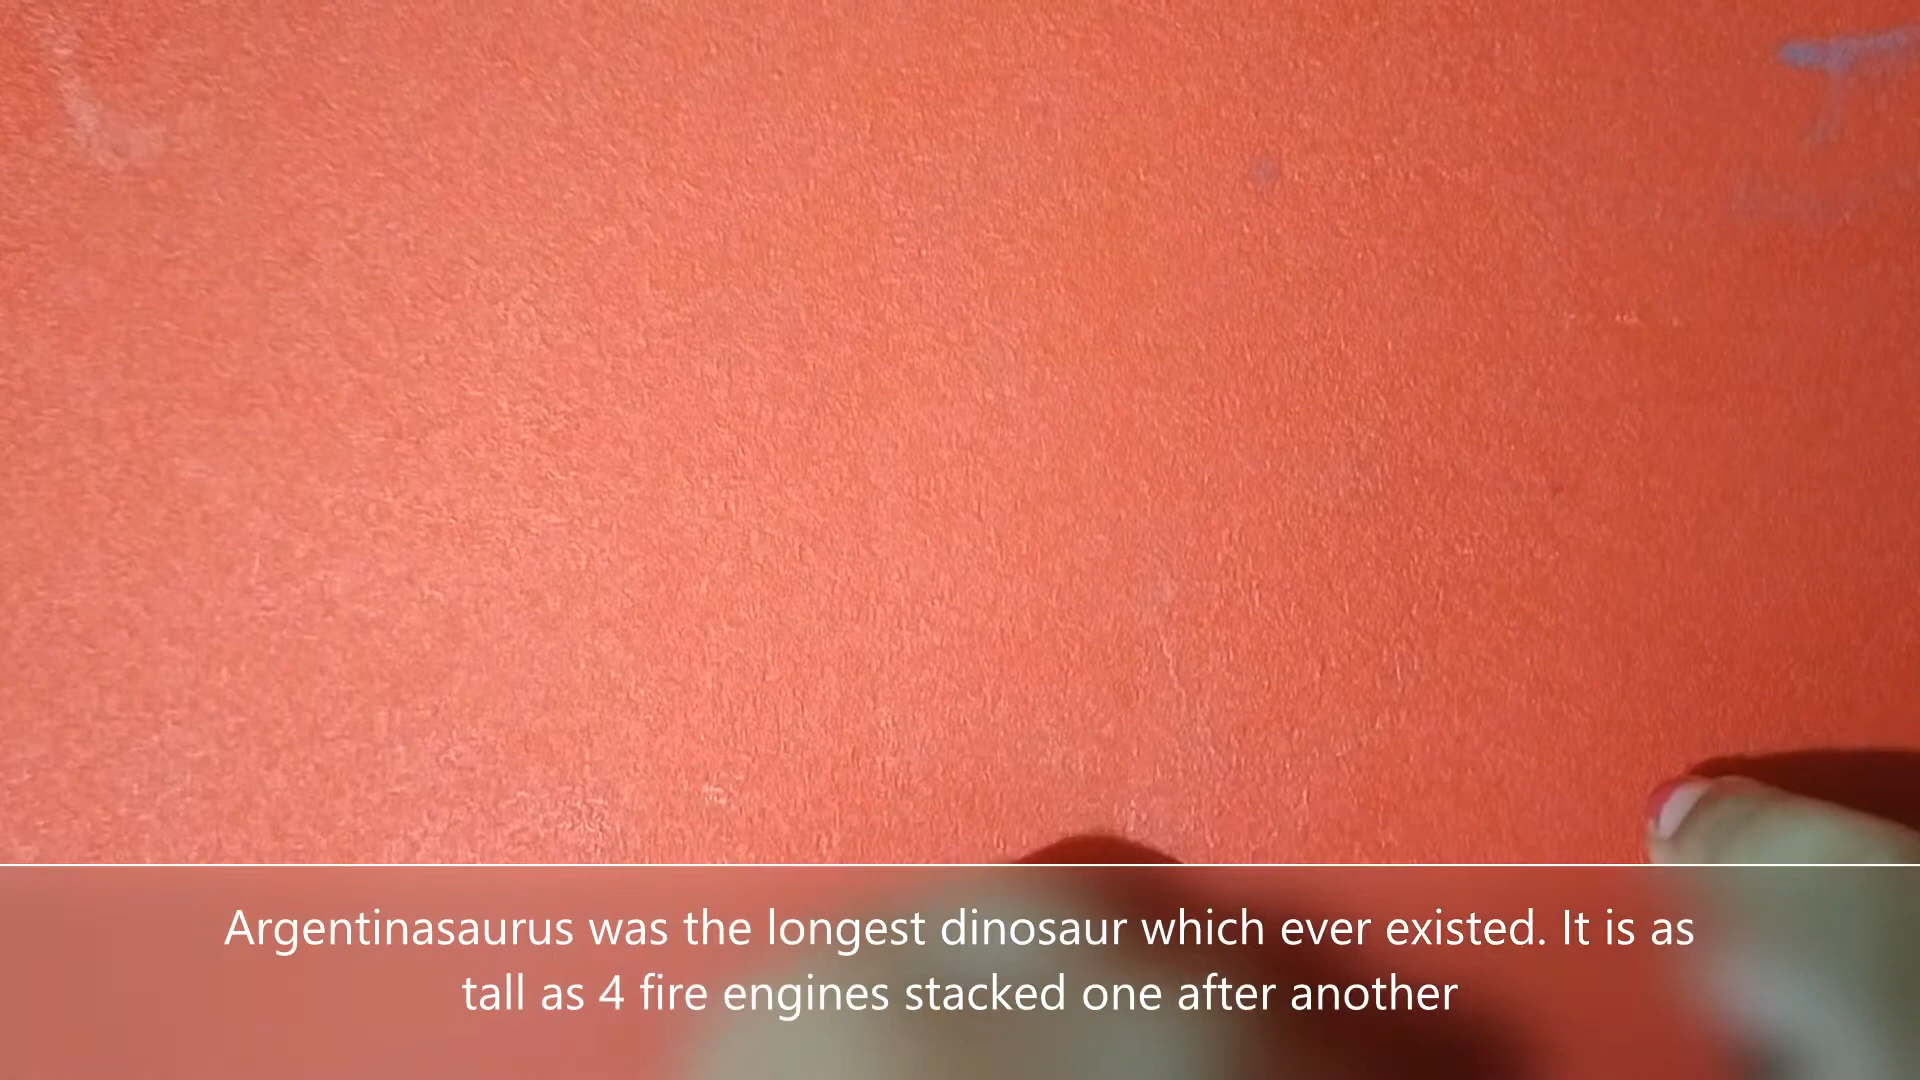 Argentinasaurus was the longest dinosaur which ever existed. It is as
tall as 4 fire engines stacked one after another